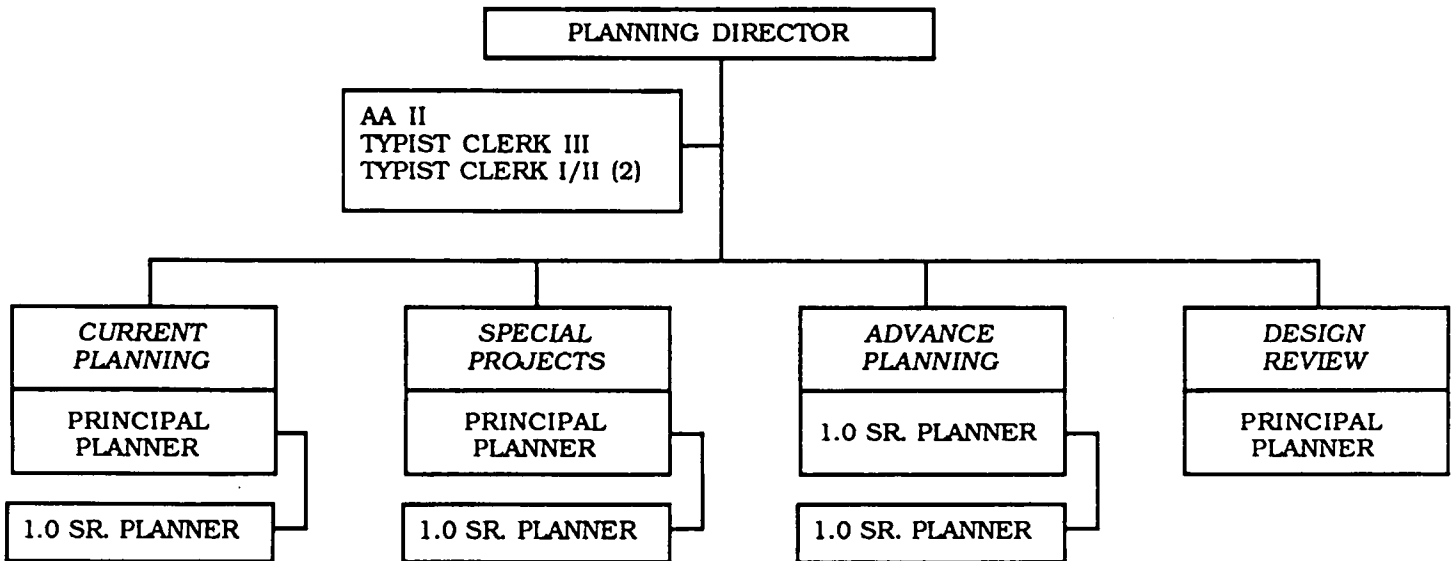 PLANNING DIRECTOR
AA II
TYPIST CLERK III
TYPIST CLERK I/II (2)
CURRENT
PLANNING
PRINCIPAL
PLANNER
1.0 SR. PLANNER
SPECIAL
PROJECTS
PRINCIPAL
PLANNER
1.0 SR. PLANNER
ADVANCE
PLANNING
1.0 SR. PLANNER
1.0 SR. PLANNER
DESIGN
REVIEW
PRINCIPAL
PLANNER